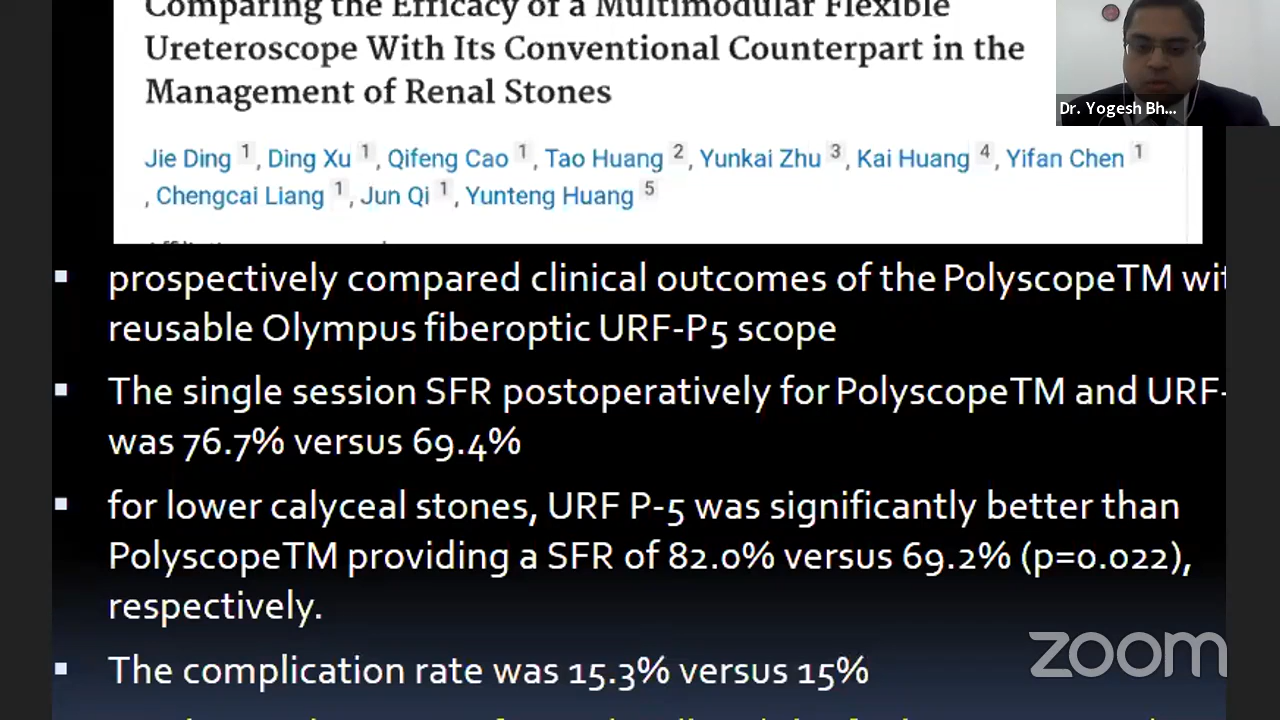 Comparing the Efficacy of a Multimodular Flexible
Ureteroscope With Its Conventional Counterpart in the
Management of Renal Stones
Jie Ding 1, Ding Xu 1, Qifeng Cao 1, Tao Huang 2, Yunkai Zhu 3, Kai Huang 4, Yifan Chen 1
, Chengcai Liang 1, Jun Qi 1, Yunteng Huang 5
Dr. Yogesh Bh...
▪ prospectively compared clinical outcomes of the PolyscopeTM wit
reusable Olympus fiberoptic URF-P5 scope
▪ The single session SFR postoperatively for PolyscopeTM and URF-
was 76.7% versus 69.4%
▪ for lower calyceal stones, URF P-5 was significantly better than
PolyscopeTM providing a SFR of 82.0% versus 69.2% (p=0.022),
respectively.
▪ The complication rate was 15.3% versus 15%
zoom